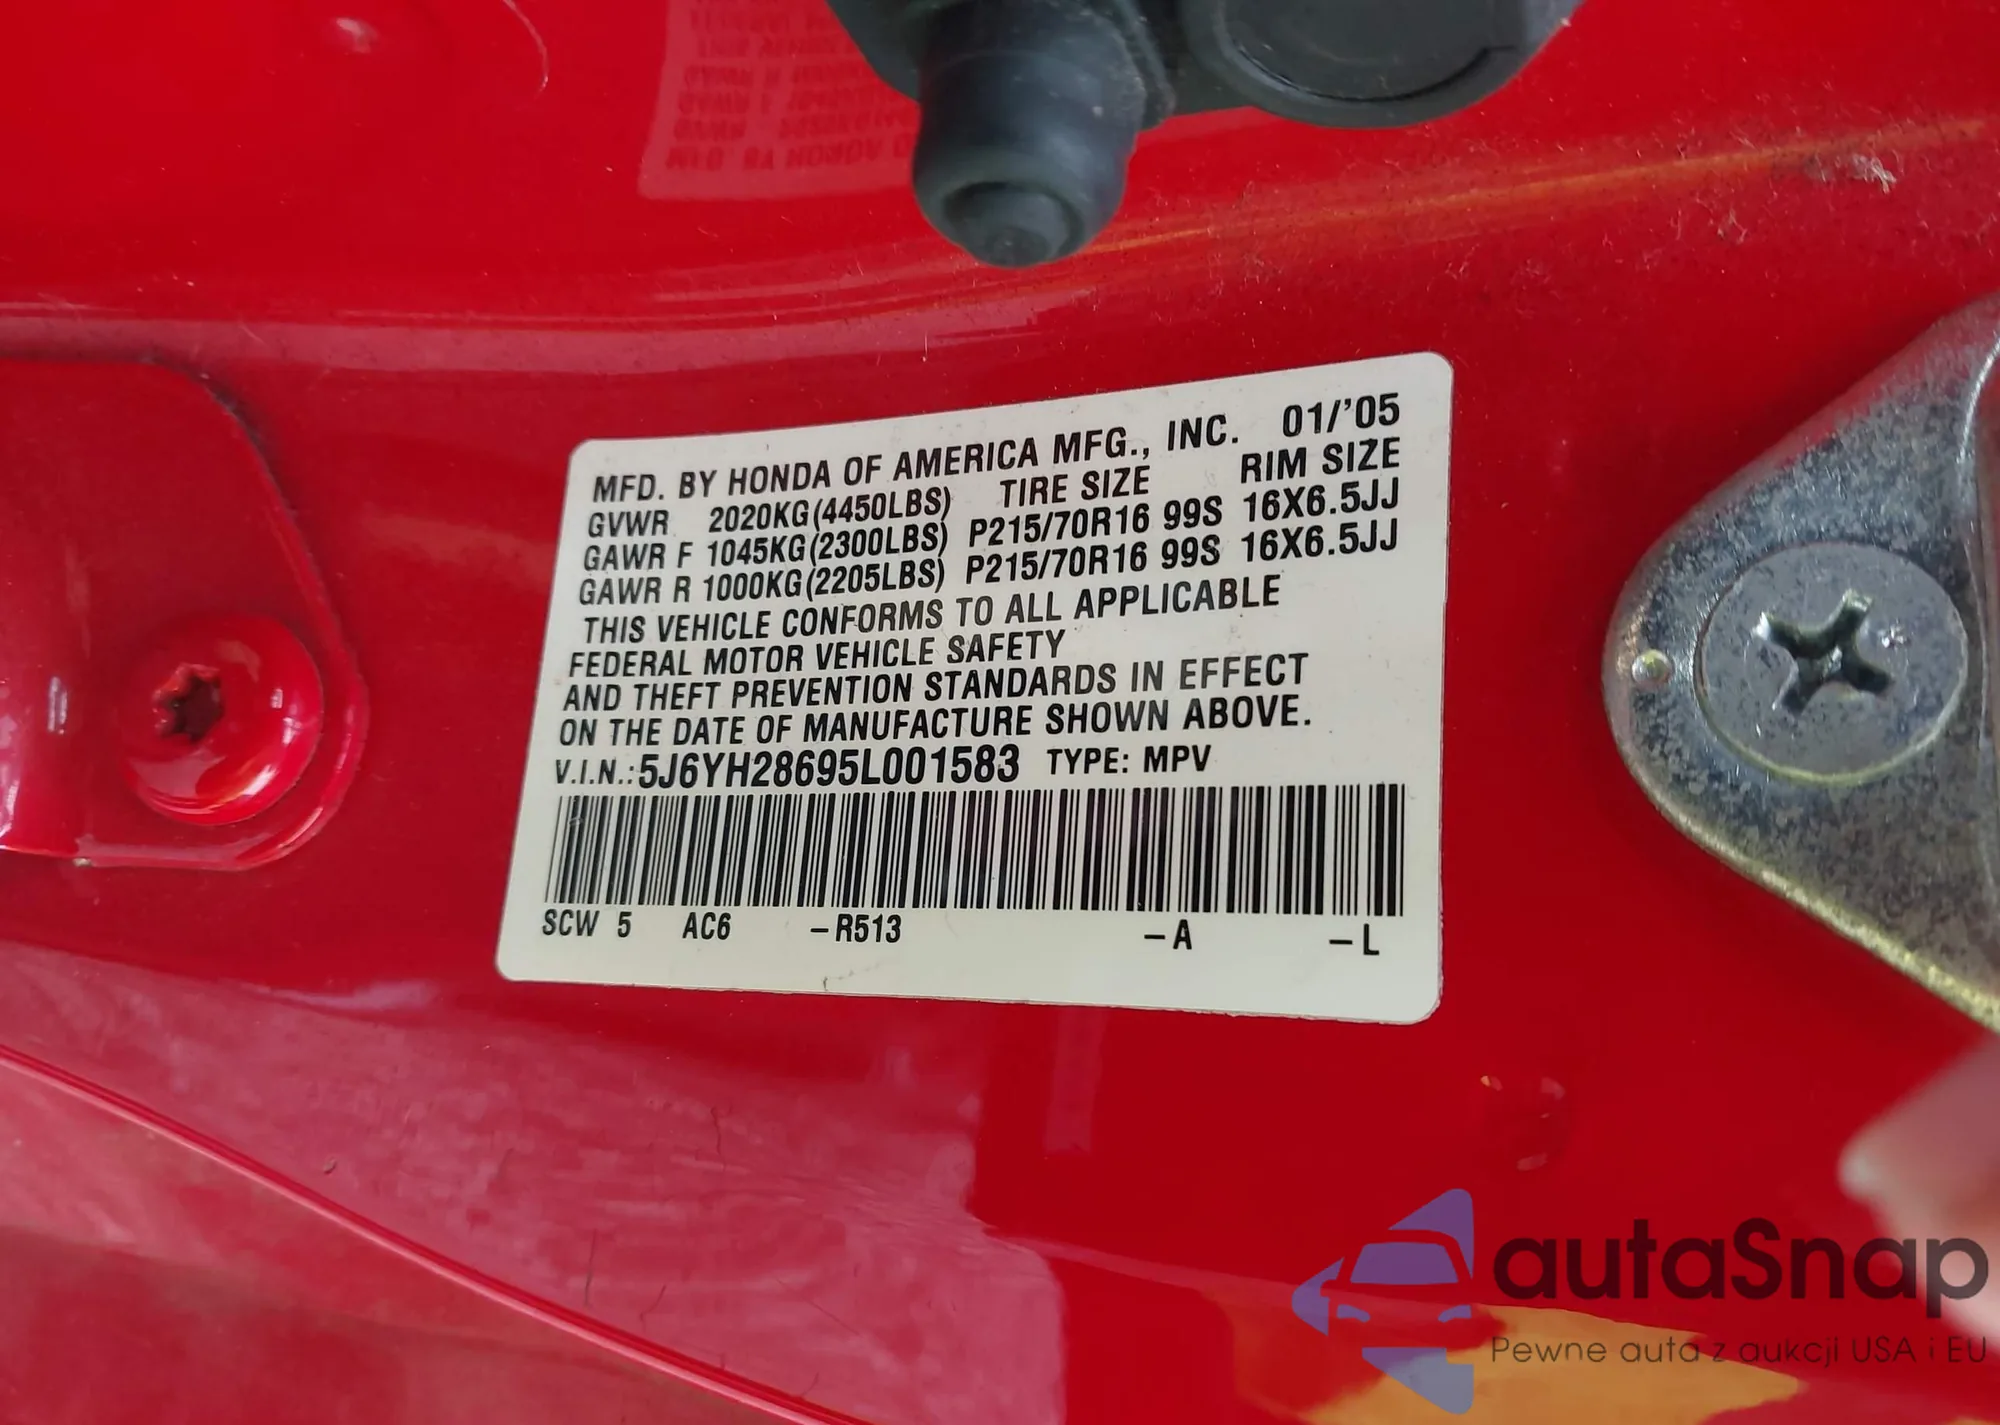 MFD. BY HONDA OF AMERICA MFG., INC. 01/'05
GVWR 2020KG(4450LBS) TIRE SIZE RIM SIZE
GAWR F 1045KG(2300LBS) P215/70R16 99S 16X6.5JJ
GAWR R 1000KG(2205LBS) P215/70R16 99S 16X6.5JJ
THIS VEHICLE CONFORMS TO ALL APPLICABLE
FEDERAL MOTOR VEHICLE SAFETY
AND THEFT PREVENTION STANDARDS IN EFFECT
ON THE DATE OF MANUFACTURE SHOWN ABOVE.
V.I.N.:5J6YH28695L001583 TYPE: MPV
SCW 5 AC6 -R513 -A -L
autaSnap
Pewne auta z aukcji USA i EU